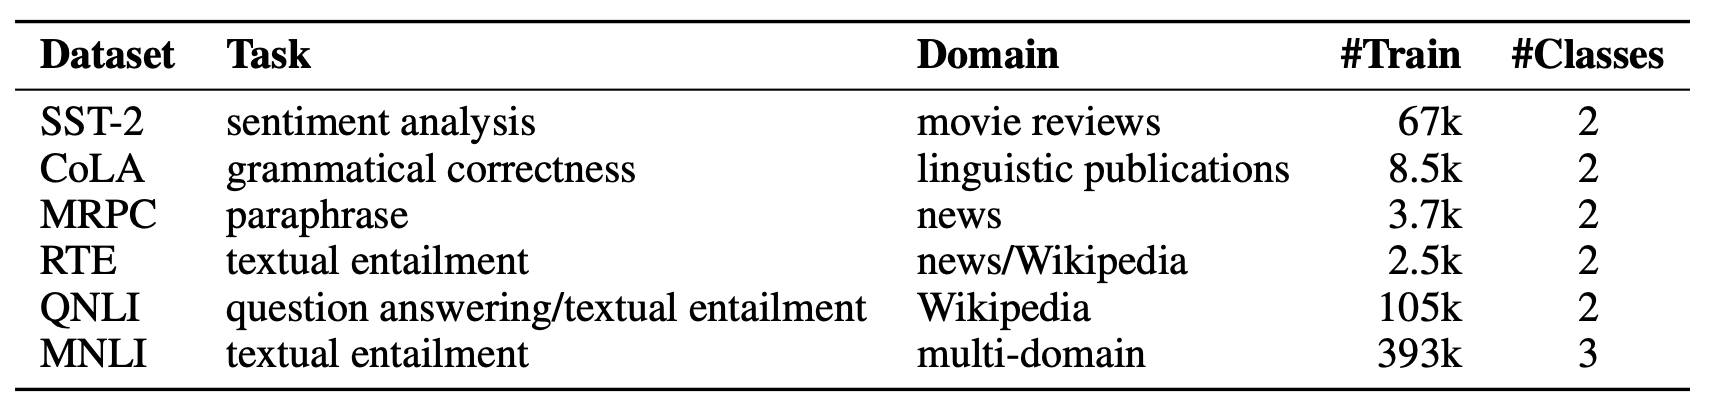 Dataset Task Domain #Train #Classes
SST-2 sentiment analysis movie reviews 67k 2
CoLA grammatical correctness linguistic publications 8.5k 2
MRPC paraphrase news 3.7k 2
RTE textual entailment news/Wikipedia 2.5k 2
QNLI question answering/textual entailment Wikipedia 105k 2
MNLI textual entailment multi-domain 393k 3